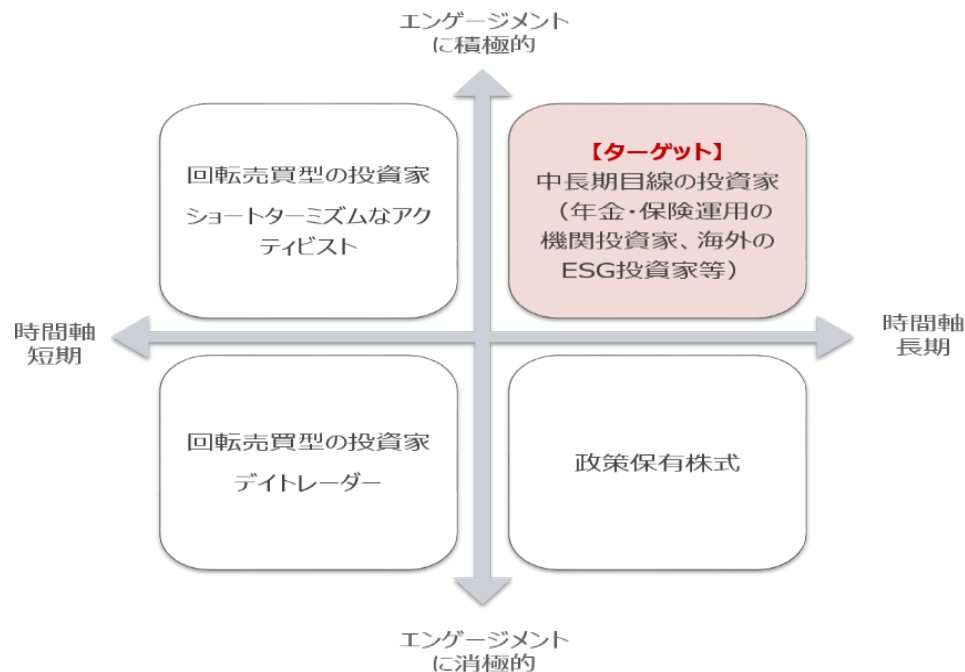 エンゲージメント
に積極的
回転売買型の投資家
ショートターミズムなアク
ティビスト
【ターゲット】
中長期目線の投資家
（年金・保険運用の
機関投資家、海外の
ESG投資家等）
時間軸
短期
時間軸
長期
回転売買型の投資家
デイトレーダー
政策保有株式
エンゲージメント
に消極的